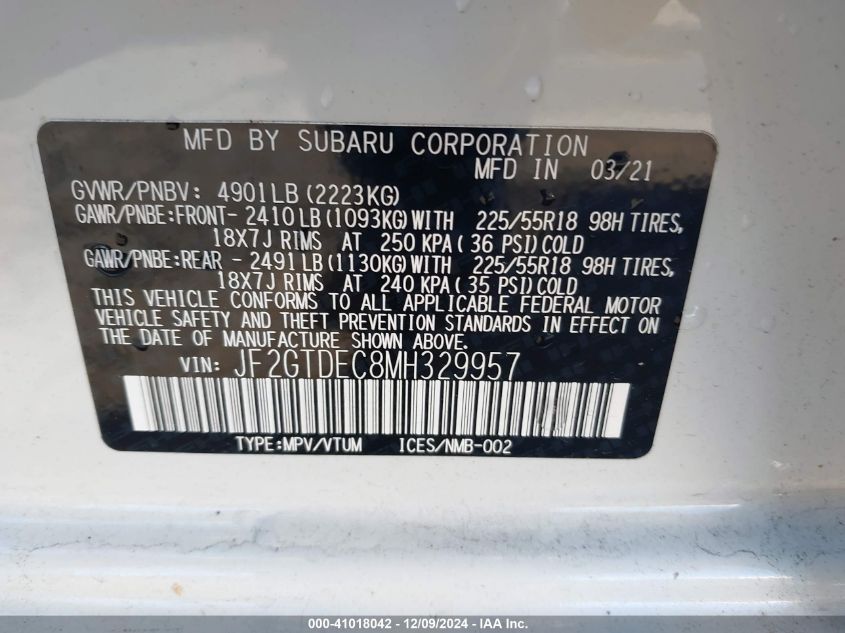 MFD BY SUBARU CORPORATION
MFD IN 03/21
GVWR/PNBV: 4901LB (2223KG)
GAWR/PNBE:FRONT- 2410LB (1093KG) WITH 225/55R18 98H TIRES,
18X7J RIMS AT 250 KPA ( 36 PSI) COLD
GAWR/PNBE:REAR - 2491LB (1130KG) WITH 225/55R18 98H TIRES,
18X7J RIMS AT 240 KPA ( 35 PSI) COLD
THIS VEHICLE CONFORMS TO ALL APPLICABLE FEDERAL MOTOR
VEHICLE SAFETY AND THEFT PREVENTION STANDARDS IN EFFECT ON
THE DATE OF MANUFACTURE SHOWN ABOVE.
VIN: JF2GTDEC8MH329957
TYPE:MPV/VTUM ICES/NMB-002
000-41018042 - 12/09/2024 - IAA Inc.